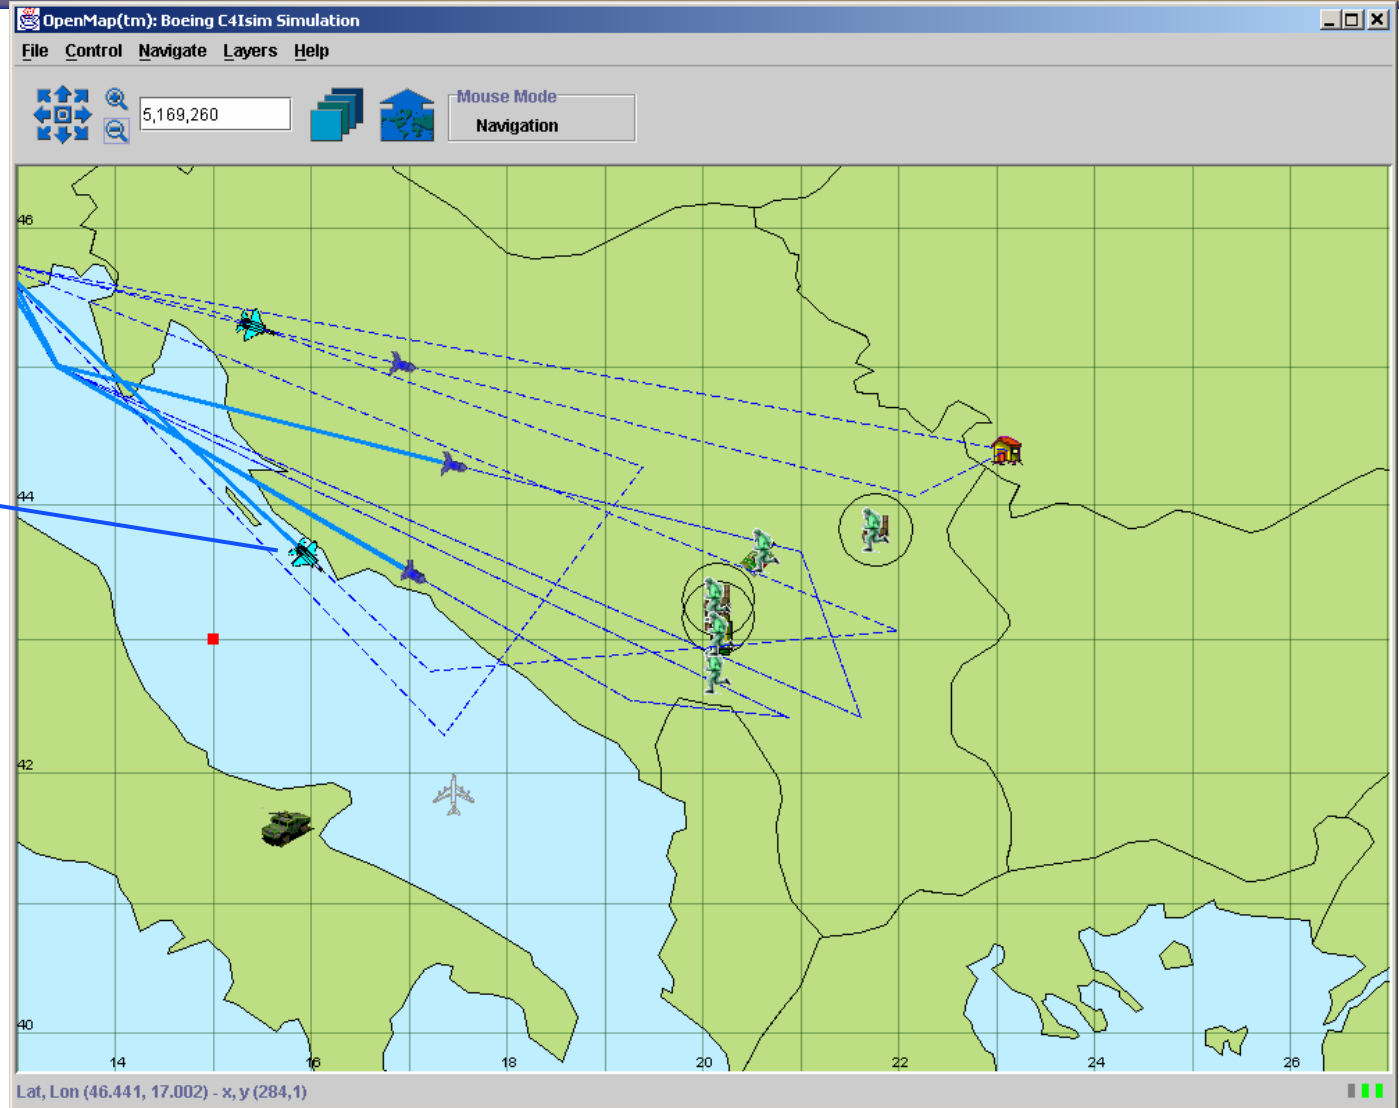 OpenMap(tm): Boeing C4Isim Simulation
File Control Navigate Layers Help
5,169,260
Mouse Mode
Navigation
46
44
42
40
14 16 18 20 22 24 26
Lat, Lon (46.441, 17.002) - x, y (284,1)